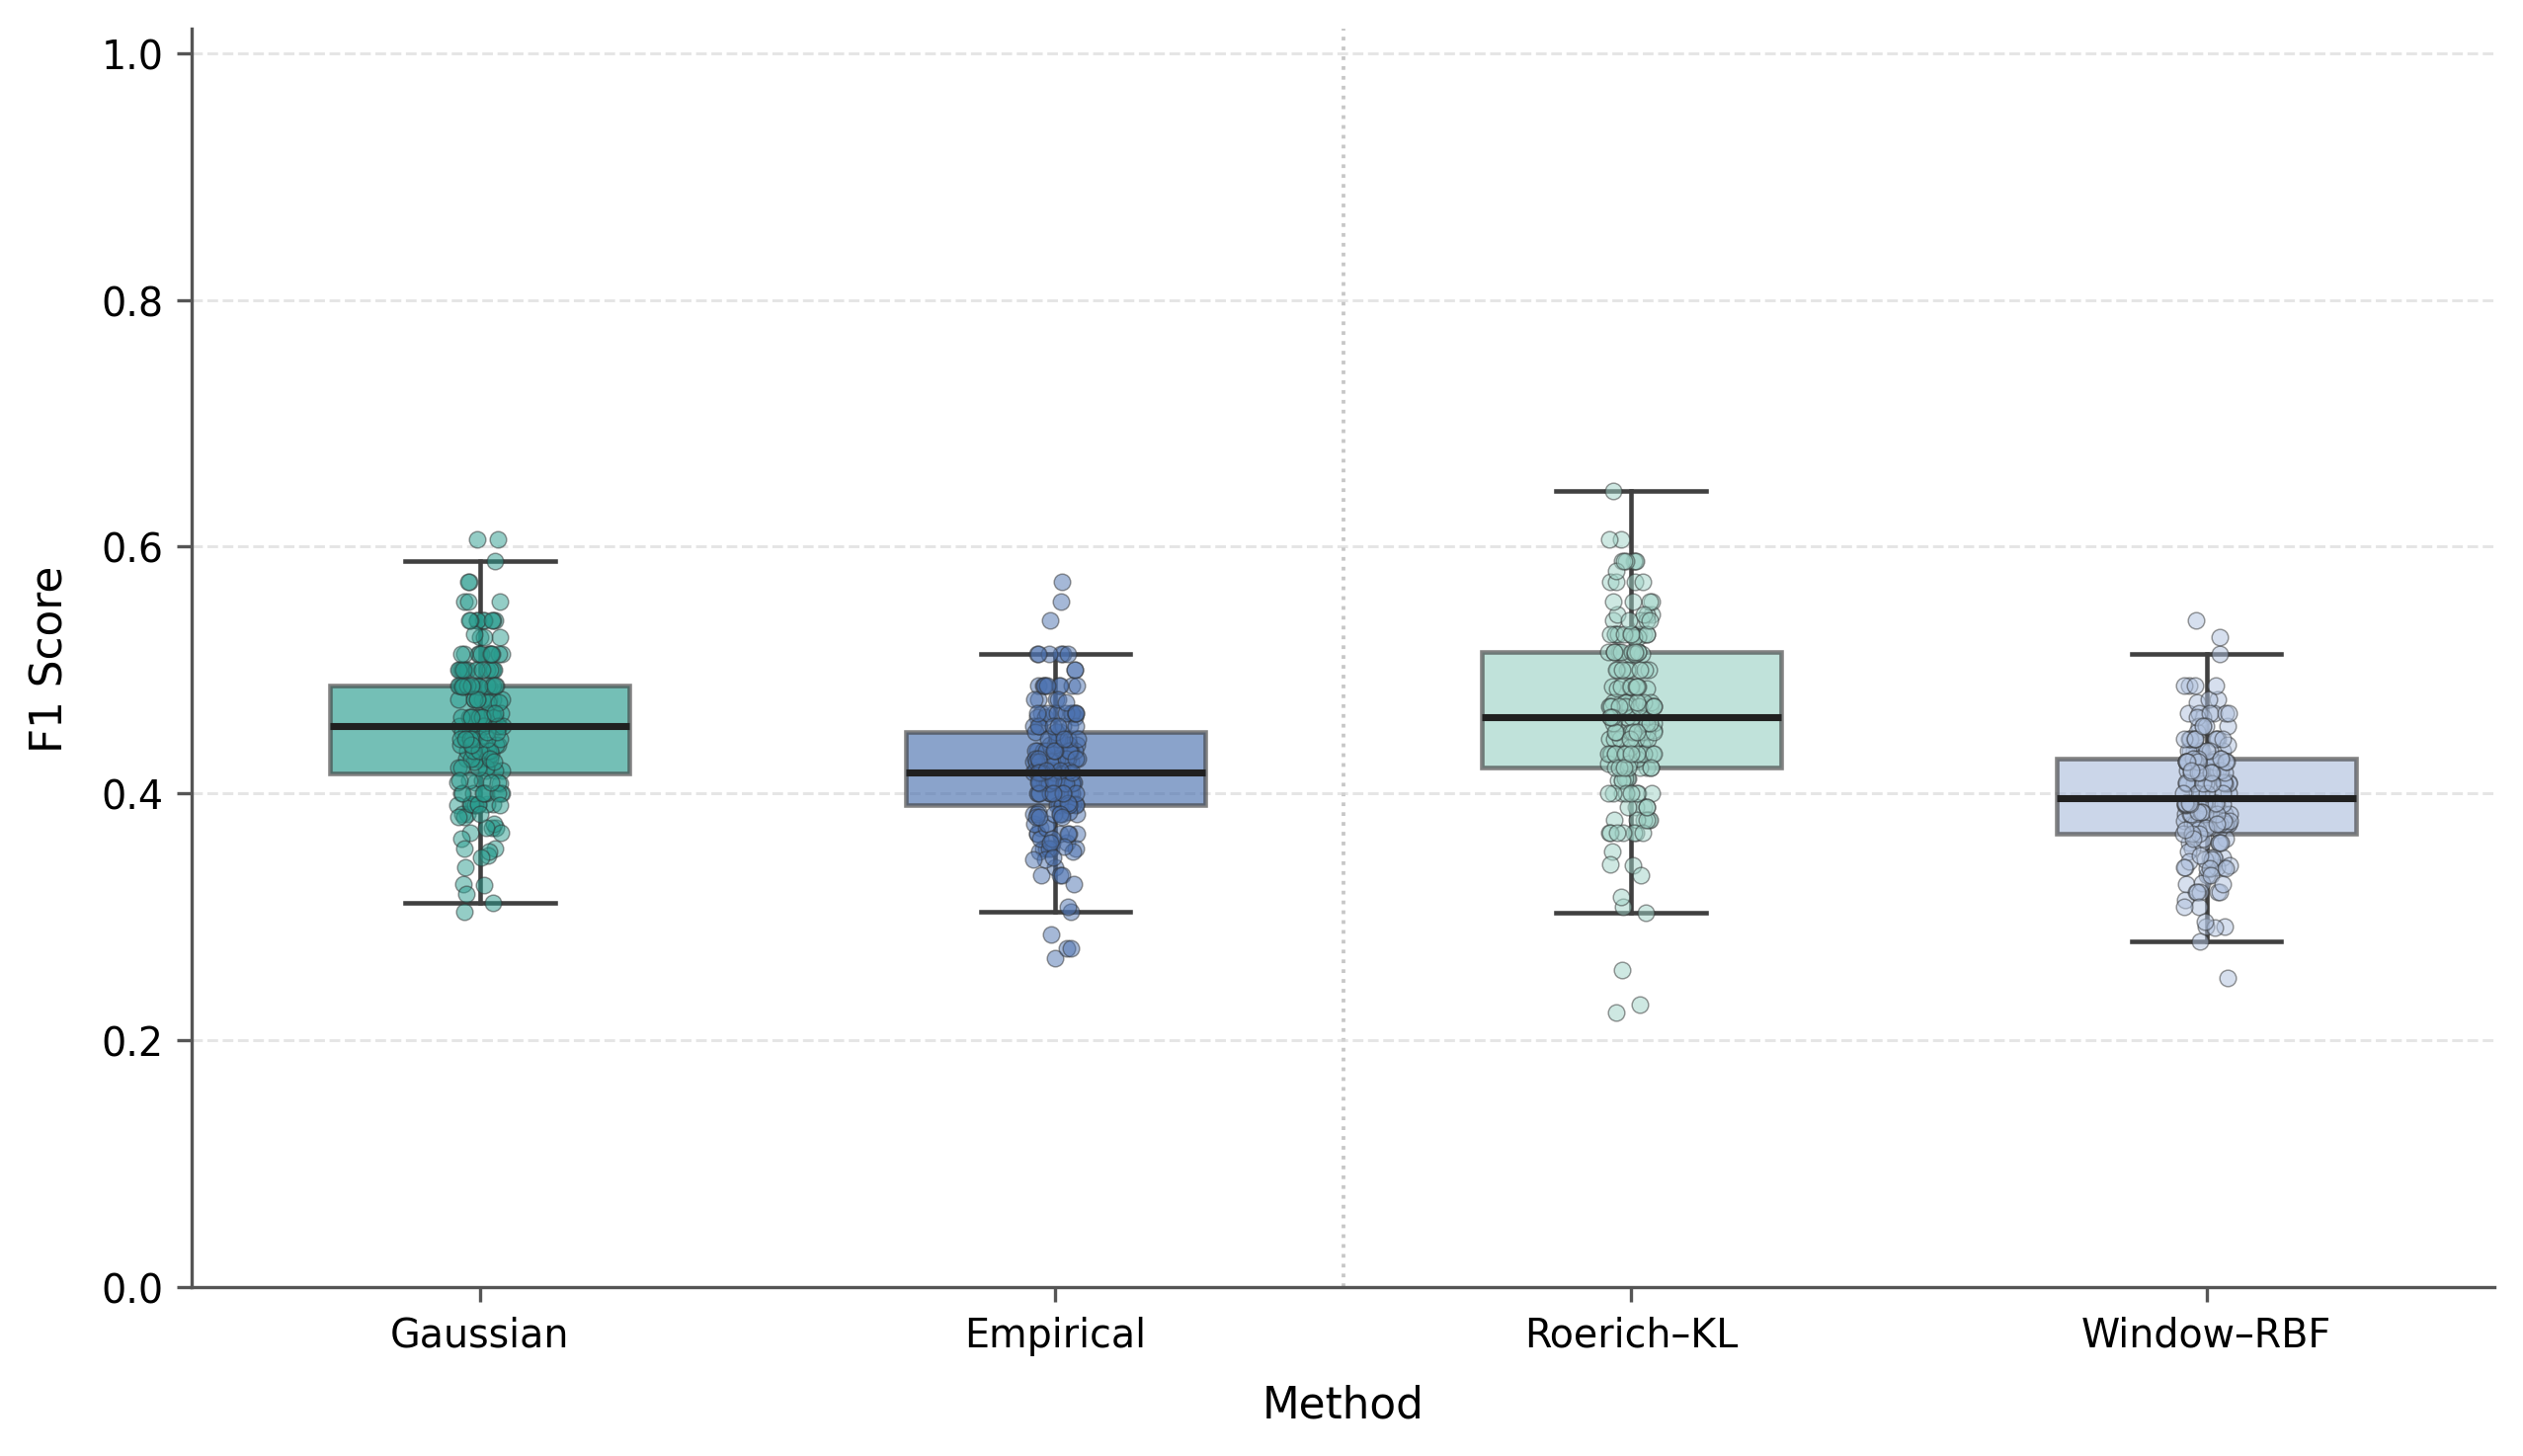 1.0
0.8
0.6
0.4
0.2
0.0
F1 Score
Gaussian
Empirical
Roerich–KL
Window–RBF
Method